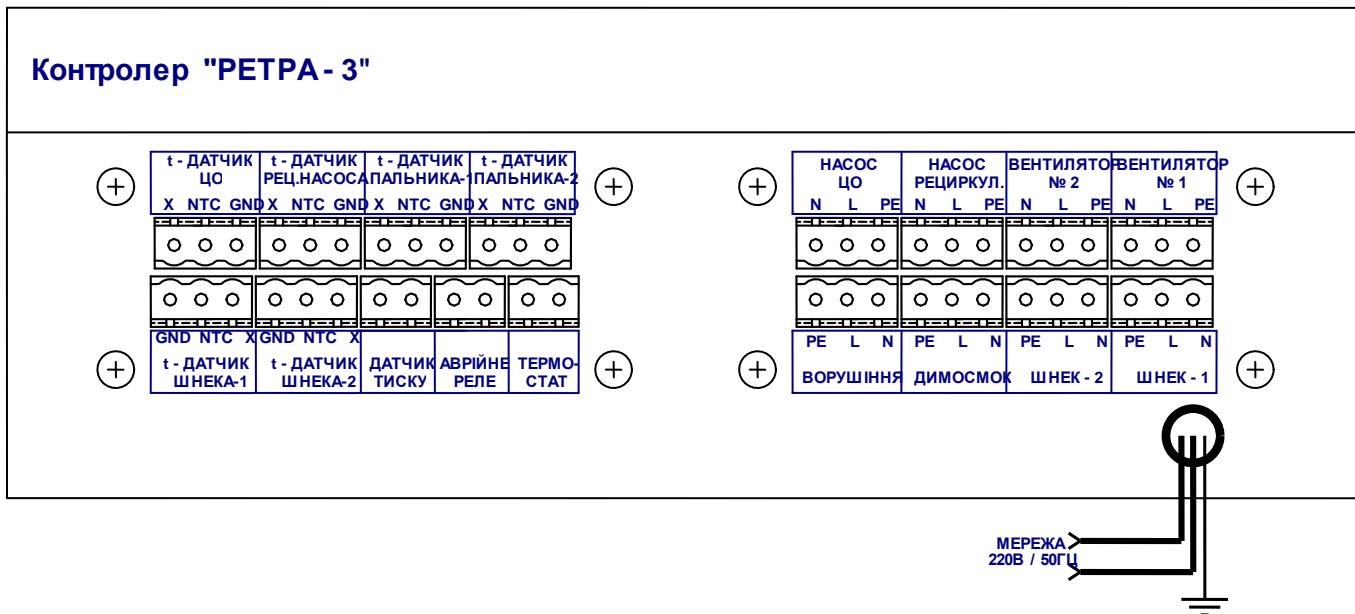 Контролер "РЕТРА - 3"
t - ДАТЧИК t - ДАТЧИК t - ДАТЧИК t - ДАТЧИК
ЦО РЕЦ.НАСОСА ПАЛЬНИКА-1 ПАЛЬНИКА-2
X NTC GND X NTC GND X NTC GND X NTC GND
НАСОС НАСОС ВЕНТИЛЯТОР ВЕНТИЛЯТОР
ЦО РЕЦИРКУЛ. № 2 № 1
N L PE N L PE N L PE N L PE
GND NTC X GND NTC X
t - ДАТЧИК t - ДАТЧИК ДАТЧИК АВРІЙНЕ ТЕРМО-
ШНЕКА-1 ШНЕКА-2 ТИСКУ РЕЛЕ СТАТ
PE L N PE L N PE L N PE L N
ВОРУШІННЯ ДИМОСМОК ШНЕК - 2 ШНЕК - 1
МЕРЕЖА
220В / 50ГЦ